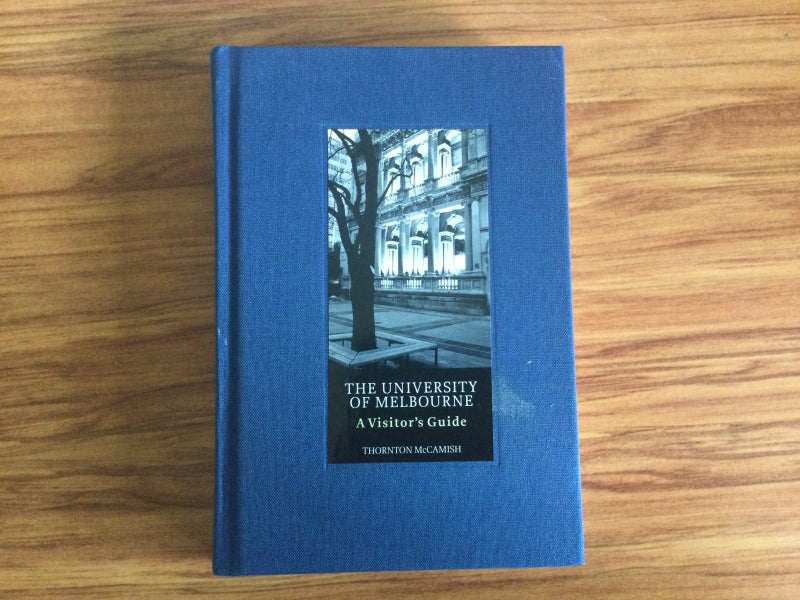 THE UNIVERSITY
OF MELBOURNE
A Visitor's Guide
THORNTON McCAMISH